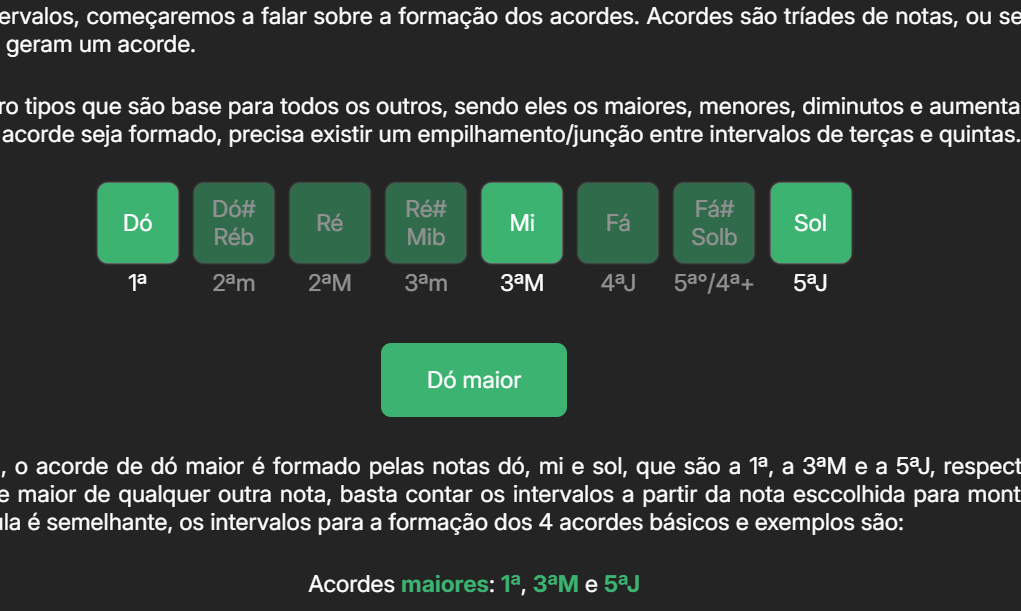 ervalos, começaremos a falar sobre a formação dos acordes. Acordes são tríades de notas, ou se
geram um acorde.
ro tipos que são base para todos os outros, sendo eles os maiores, menores, diminutos e aumenta
acorde seja formado, precisa existir um empilhamento/junção entre intervalos de terças e quintas.
Dó Dó# Ré Ré# Mi Fá Fá# Sol
Réb Mib Solb
1ª 2ªm 2ªM 3ªm 3ªM 4ªJ 5ªº/4ª+ 5ªJ
Dó maior
, o acorde de dó maior é formado pelas notas dó, mi e sol, que são a 1ª, a 3ªM e a 5ªJ, respect
e maior de qualquer outra nota, basta contar os intervalos a partir da nota esccolhida para mont
ula é semelhante, os intervalos para a formação dos 4 acordes básicos e exemplos são:
Acordes maiores: 1ª, 3ªM e 5ªJ